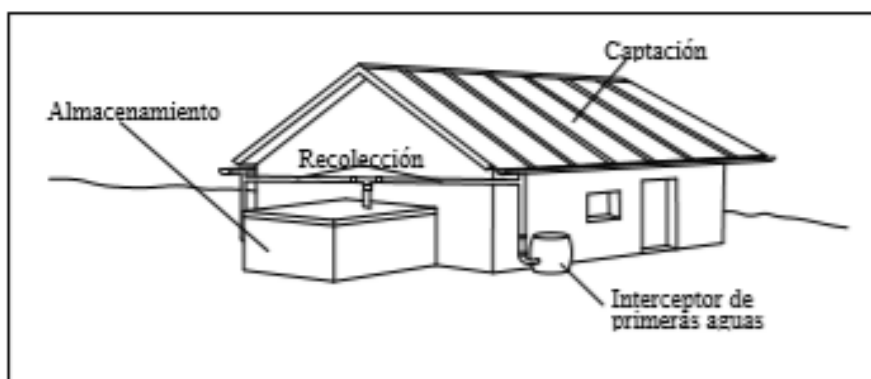 Captación
Almacenamiento
Recolección
Interceptor de
primeras aguas